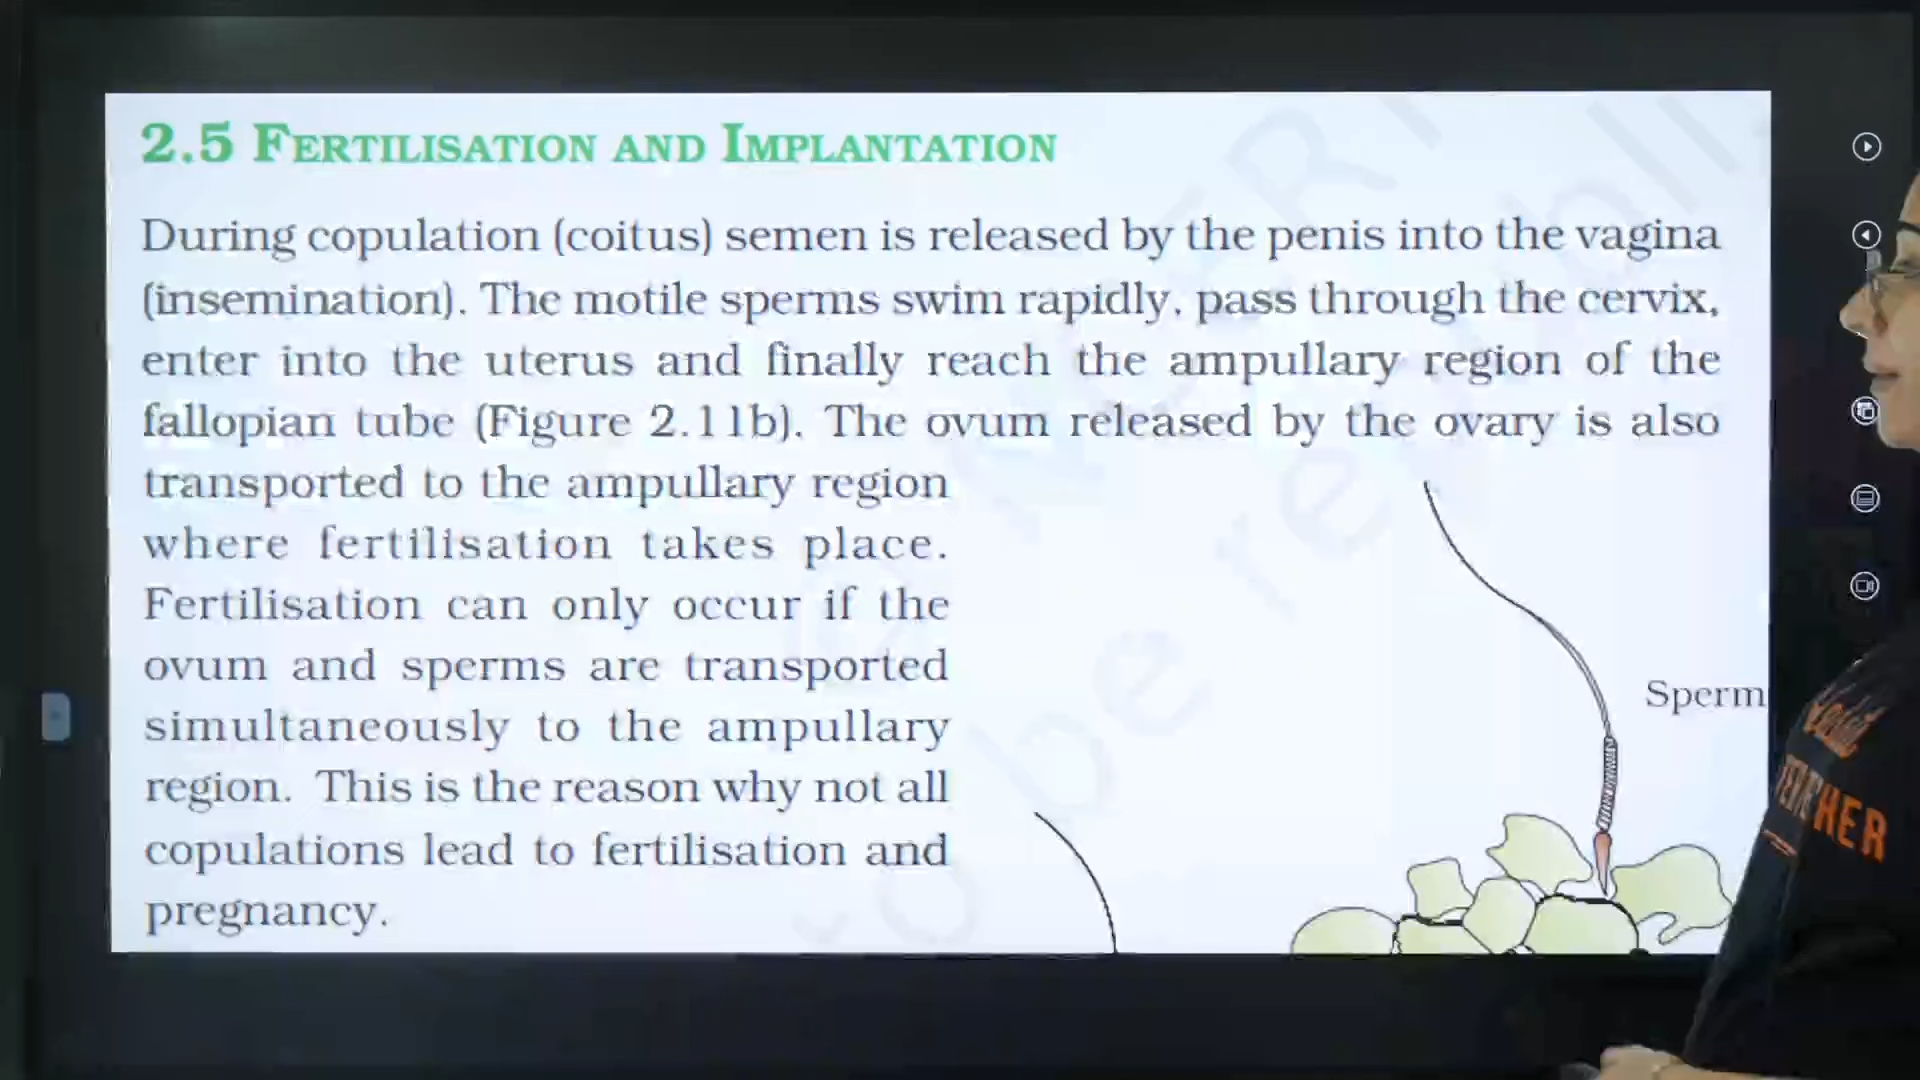 2.5 FERTILISATION AND IMPLANTATION
During copulation (coitus) semen is released by the penis into the vagina
(insemination). The motile sperms swim rapidly, pass through the cervix,
enter into the uterus and finally reach the ampullary region of the
fallopian tube (Figure 2.11b). The ovum released by the ovary is also
transported to the ampullary region
where fertilisation takes place.
Fertilisation can only occur if the
ovum and sperms are transported
simultaneously to the ampullary
region. This is the reason why not all
copulations lead to fertilisation and
pregnancy.
Sperm